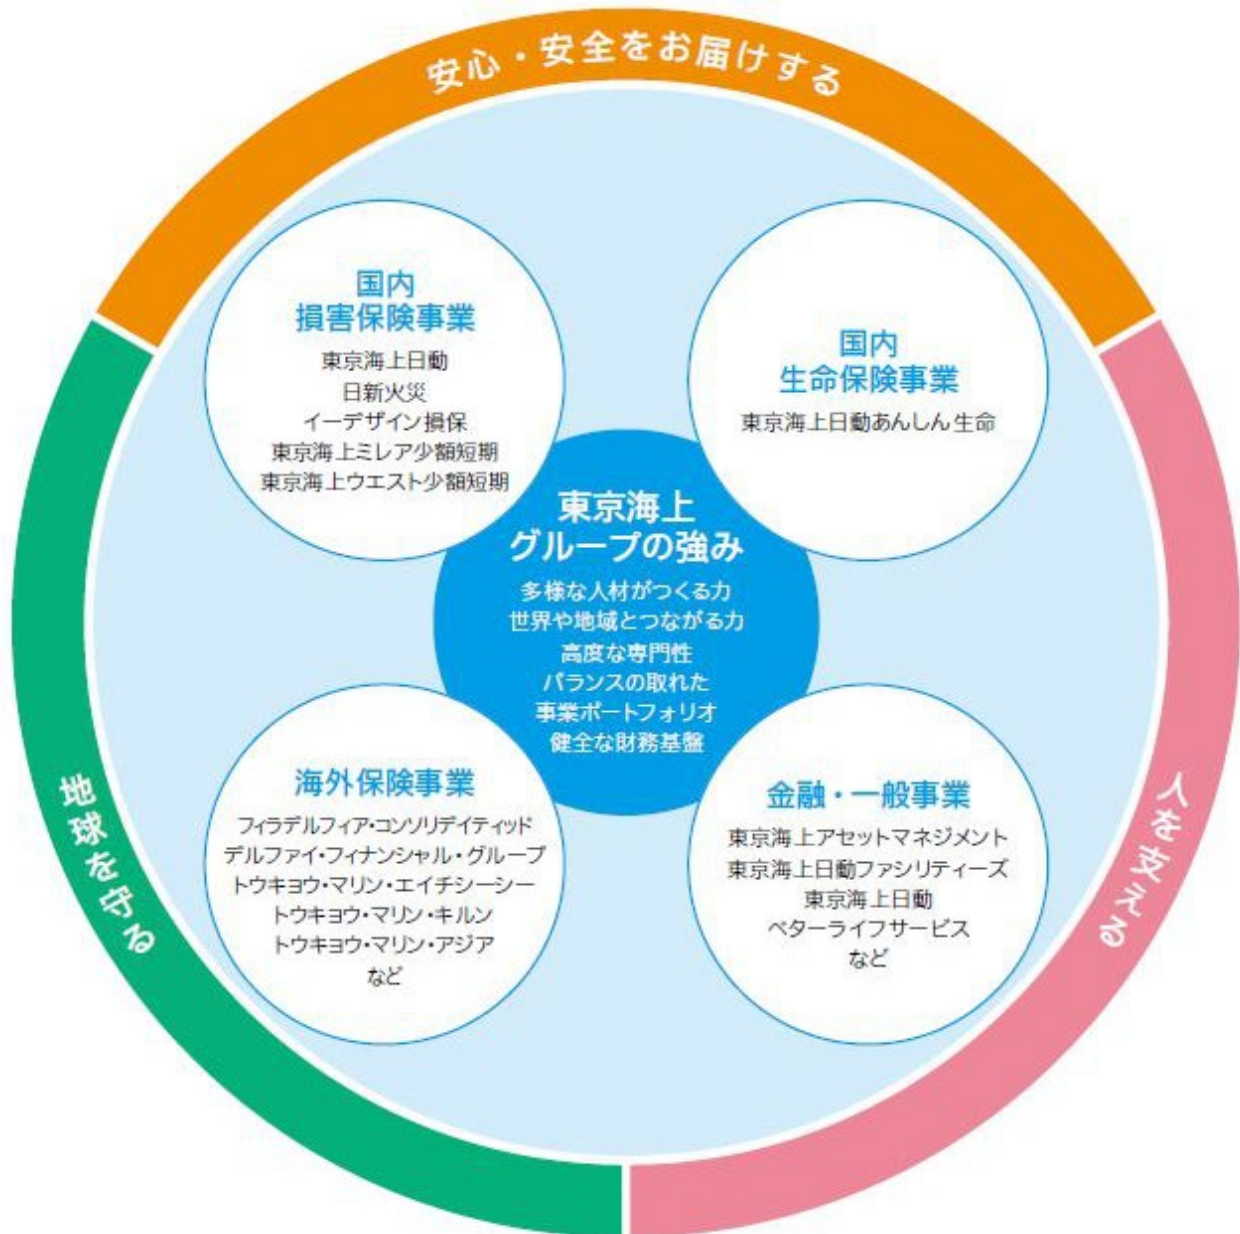 安心・安全をお届けする
国内
損害保険事業
東京海上日動
日新火災
イーデザイン損保
東京海上ミレア少額短期
東京海上ウエスト少額短期
国内
生命保険事業
東京海上日動あんしん生命
東京海上
グループの強み
多様な人材がつくる力
世界や地域とつながる力
高度な専門性
バランスの取れた
事業ポートフォリオ
健全な財務基盤
海外保険事業
フィラデルフィア・コンソリデイティッド
デルファイ・フィナンシャル・グループ
トウキョウ・マリン・エイチシーシー
トウキョウ・マリン・キルン
トウキョウ・マリン・アジア
など
金融・一般事業
東京海上アセットマネジメント
東京海上日動ファシリティーズ
東京海上日動
ベターライフサービス
など
地球を守る
人を支える